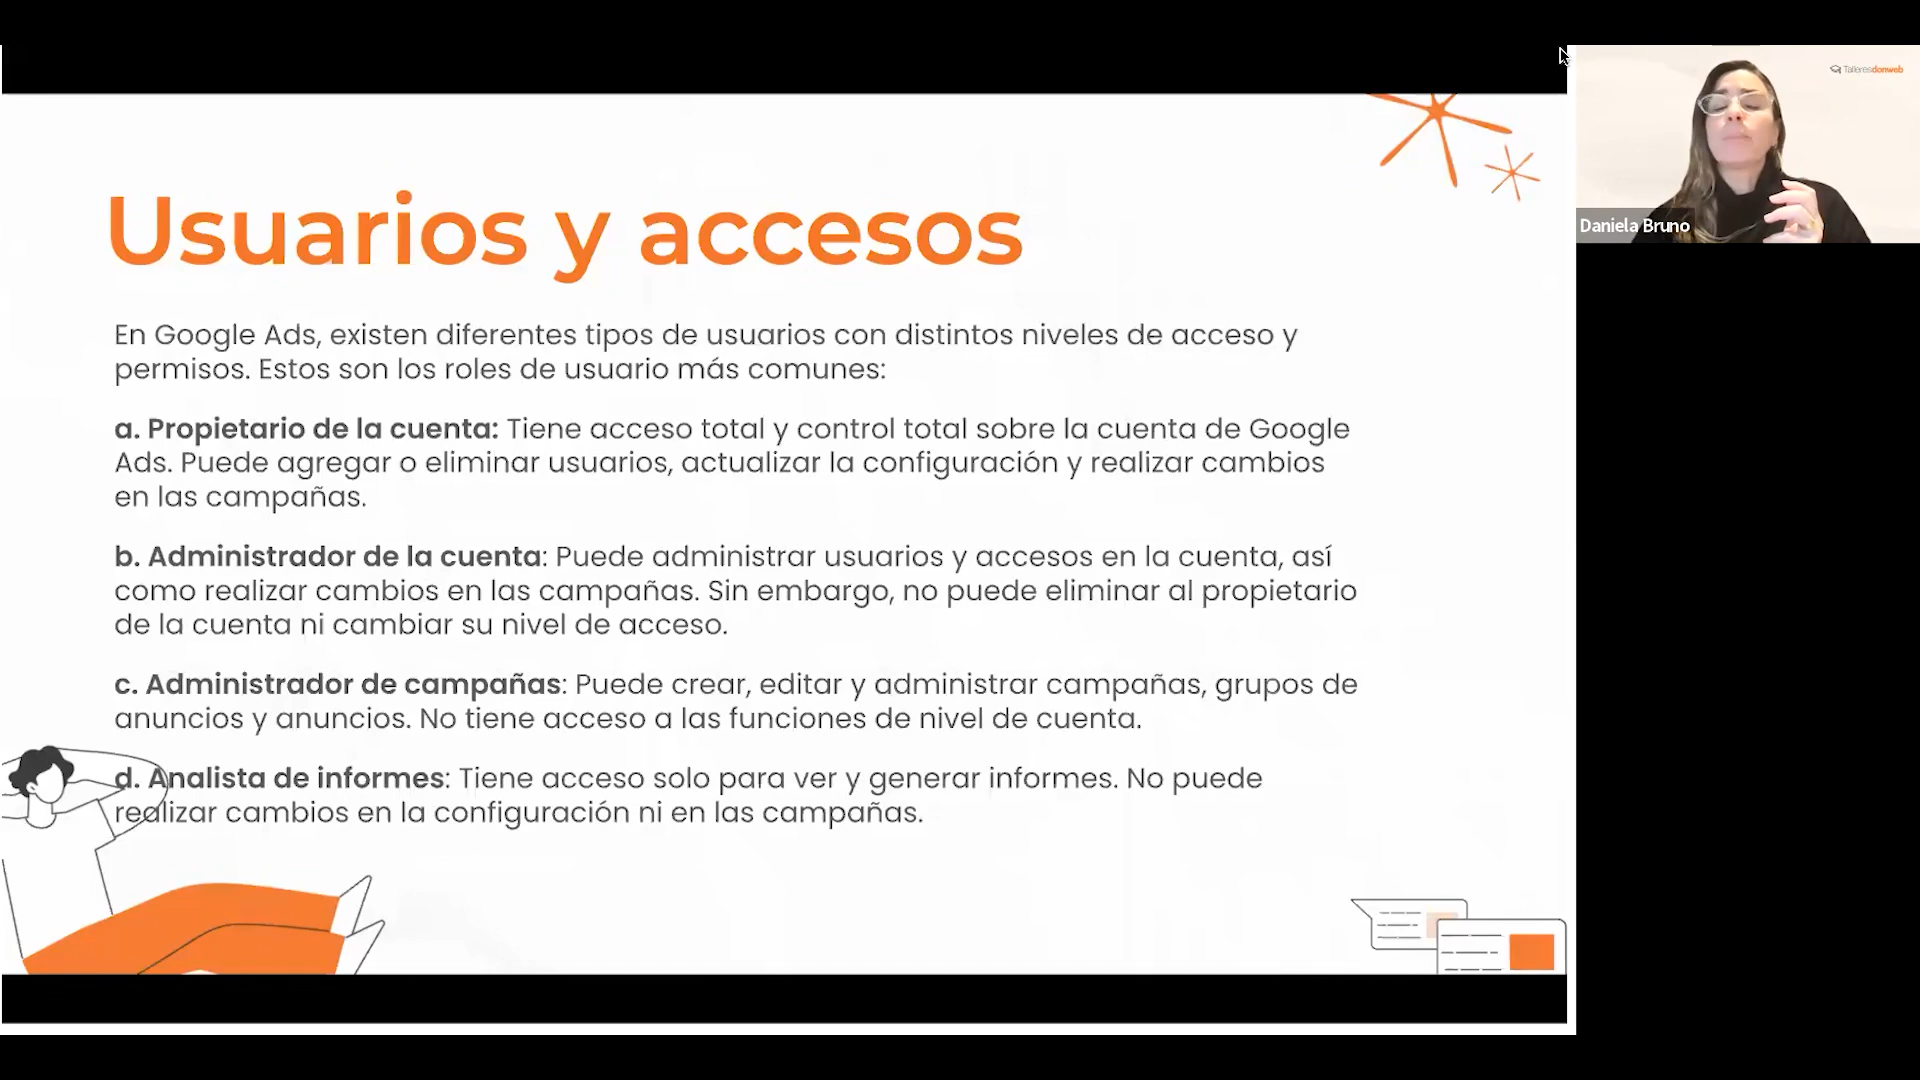 Usuarios y accesos
En Google Ads, existen diferentes tipos de usuarios con distintos niveles de acceso y
permisos. Estos son los roles de usuario más comunes:
a. Propietario de la cuenta: Tiene acceso total y control total sobre la cuenta de Google
Ads. Puede agregar o eliminar usuarios, actualizar la configuración y realizar cambios
en las campañas.
b. Administrador de la cuenta: Puede administrar usuarios y accesos en la cuenta, así
como realizar cambios en las campañas. Sin embargo, no puede eliminar al propietario
de la cuenta ni cambiar su nivel de acceso.
c. Administrador de campañas: Puede crear, editar y administrar campañas, grupos de
anuncios y anuncios. No tiene acceso a las funciones de nivel de cuenta.
d. Analista de informes: Tiene acceso solo para ver y generar informes. No puede
realizar cambios en la configuración ni en las campañas.
Talleresdonweb
Daniela Bruno